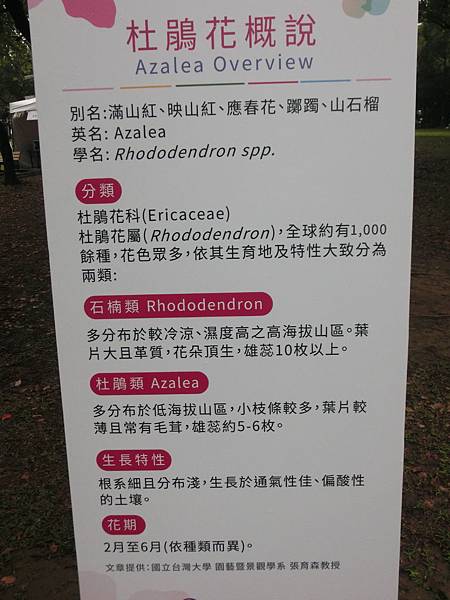 杜鵑花概說
Azalea Overview
別名:滿山紅、映山紅、應春花、躑躅、山石榴
英名: Azalea
學名: Rhododendron spp.
分類
杜鵑花科(Ericaceae)
杜鵑花屬(Rhododendron),全球約有1,000
餘種,花色眾多,依其生育地及特性大致分為
兩類:
石楠類 Rhododendron
多分布於較冷涼、濕度高之高海拔山區。葉
片大且革質,花朵頂生,雄蕊10枚以上。
杜鵑類 Azalea
多分布於低海拔山區,小枝條較多,葉片較
薄且常有毛茸,雄蕊約5-6枚。
生長特性
根系細且分布淺,生長於通氣性佳、偏酸性
的土壤。
花期
2月至6月(依種類而異)。
文章提供:國立台灣大學 園藝暨景觀學系 張育森教授